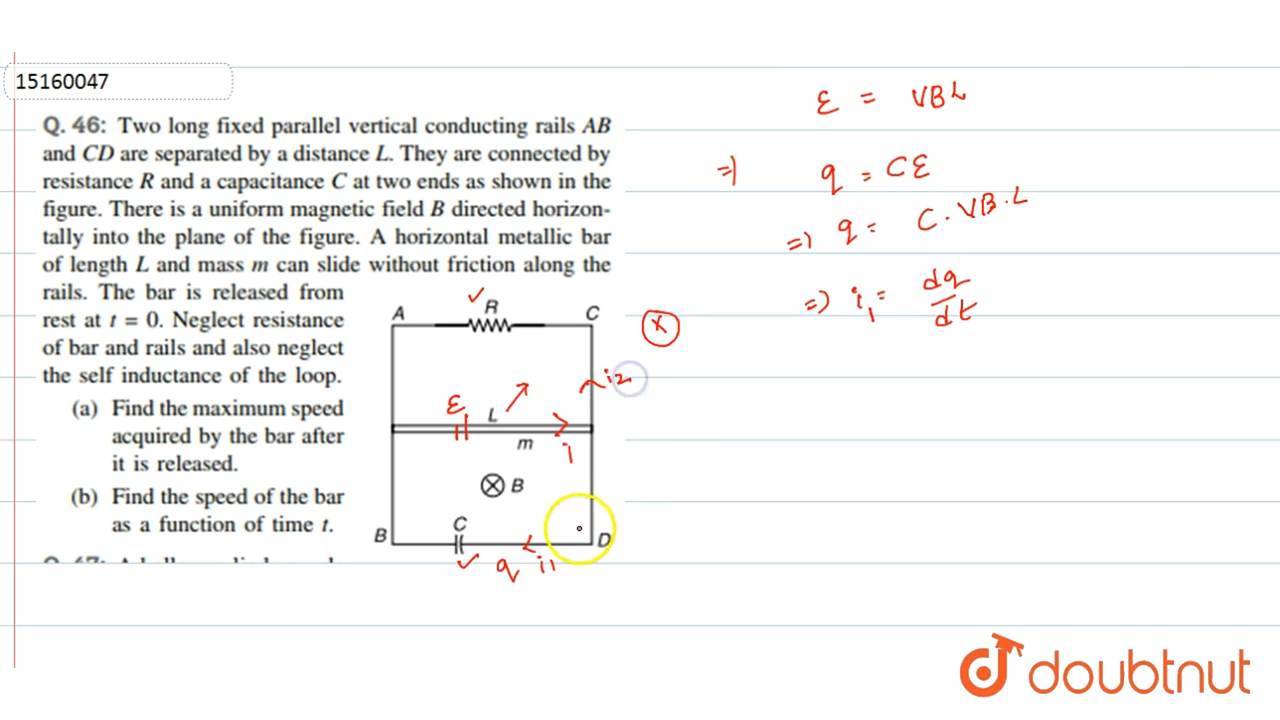 15160047
Q. 46: Two long fixed parallel vertical conducting rails AB
and CD are separated by a distance L. They are connected by
resistance R and a capacitance C at two ends as shown in the
figure. There is a uniform magnetic field B directed horizon-
tally into the plane of the figure. A horizontal metallic bar
of length L and mass m can slide without friction along the
rails. The bar is released from
rest at t = 0. Neglect resistance
of bar and rails and also neglect
the self inductance of the loop.
(a) Find the maximum speed
acquired by the bar after
it is released.
(b) Find the speed of the bar
as a function of time t.
A R C
x
i2
ε L
m
i
B
C
B D
q i1
ε = VBL
=) q = Cε
=) q = C. VB. L
=) i1 = dq
dt
doubtnut